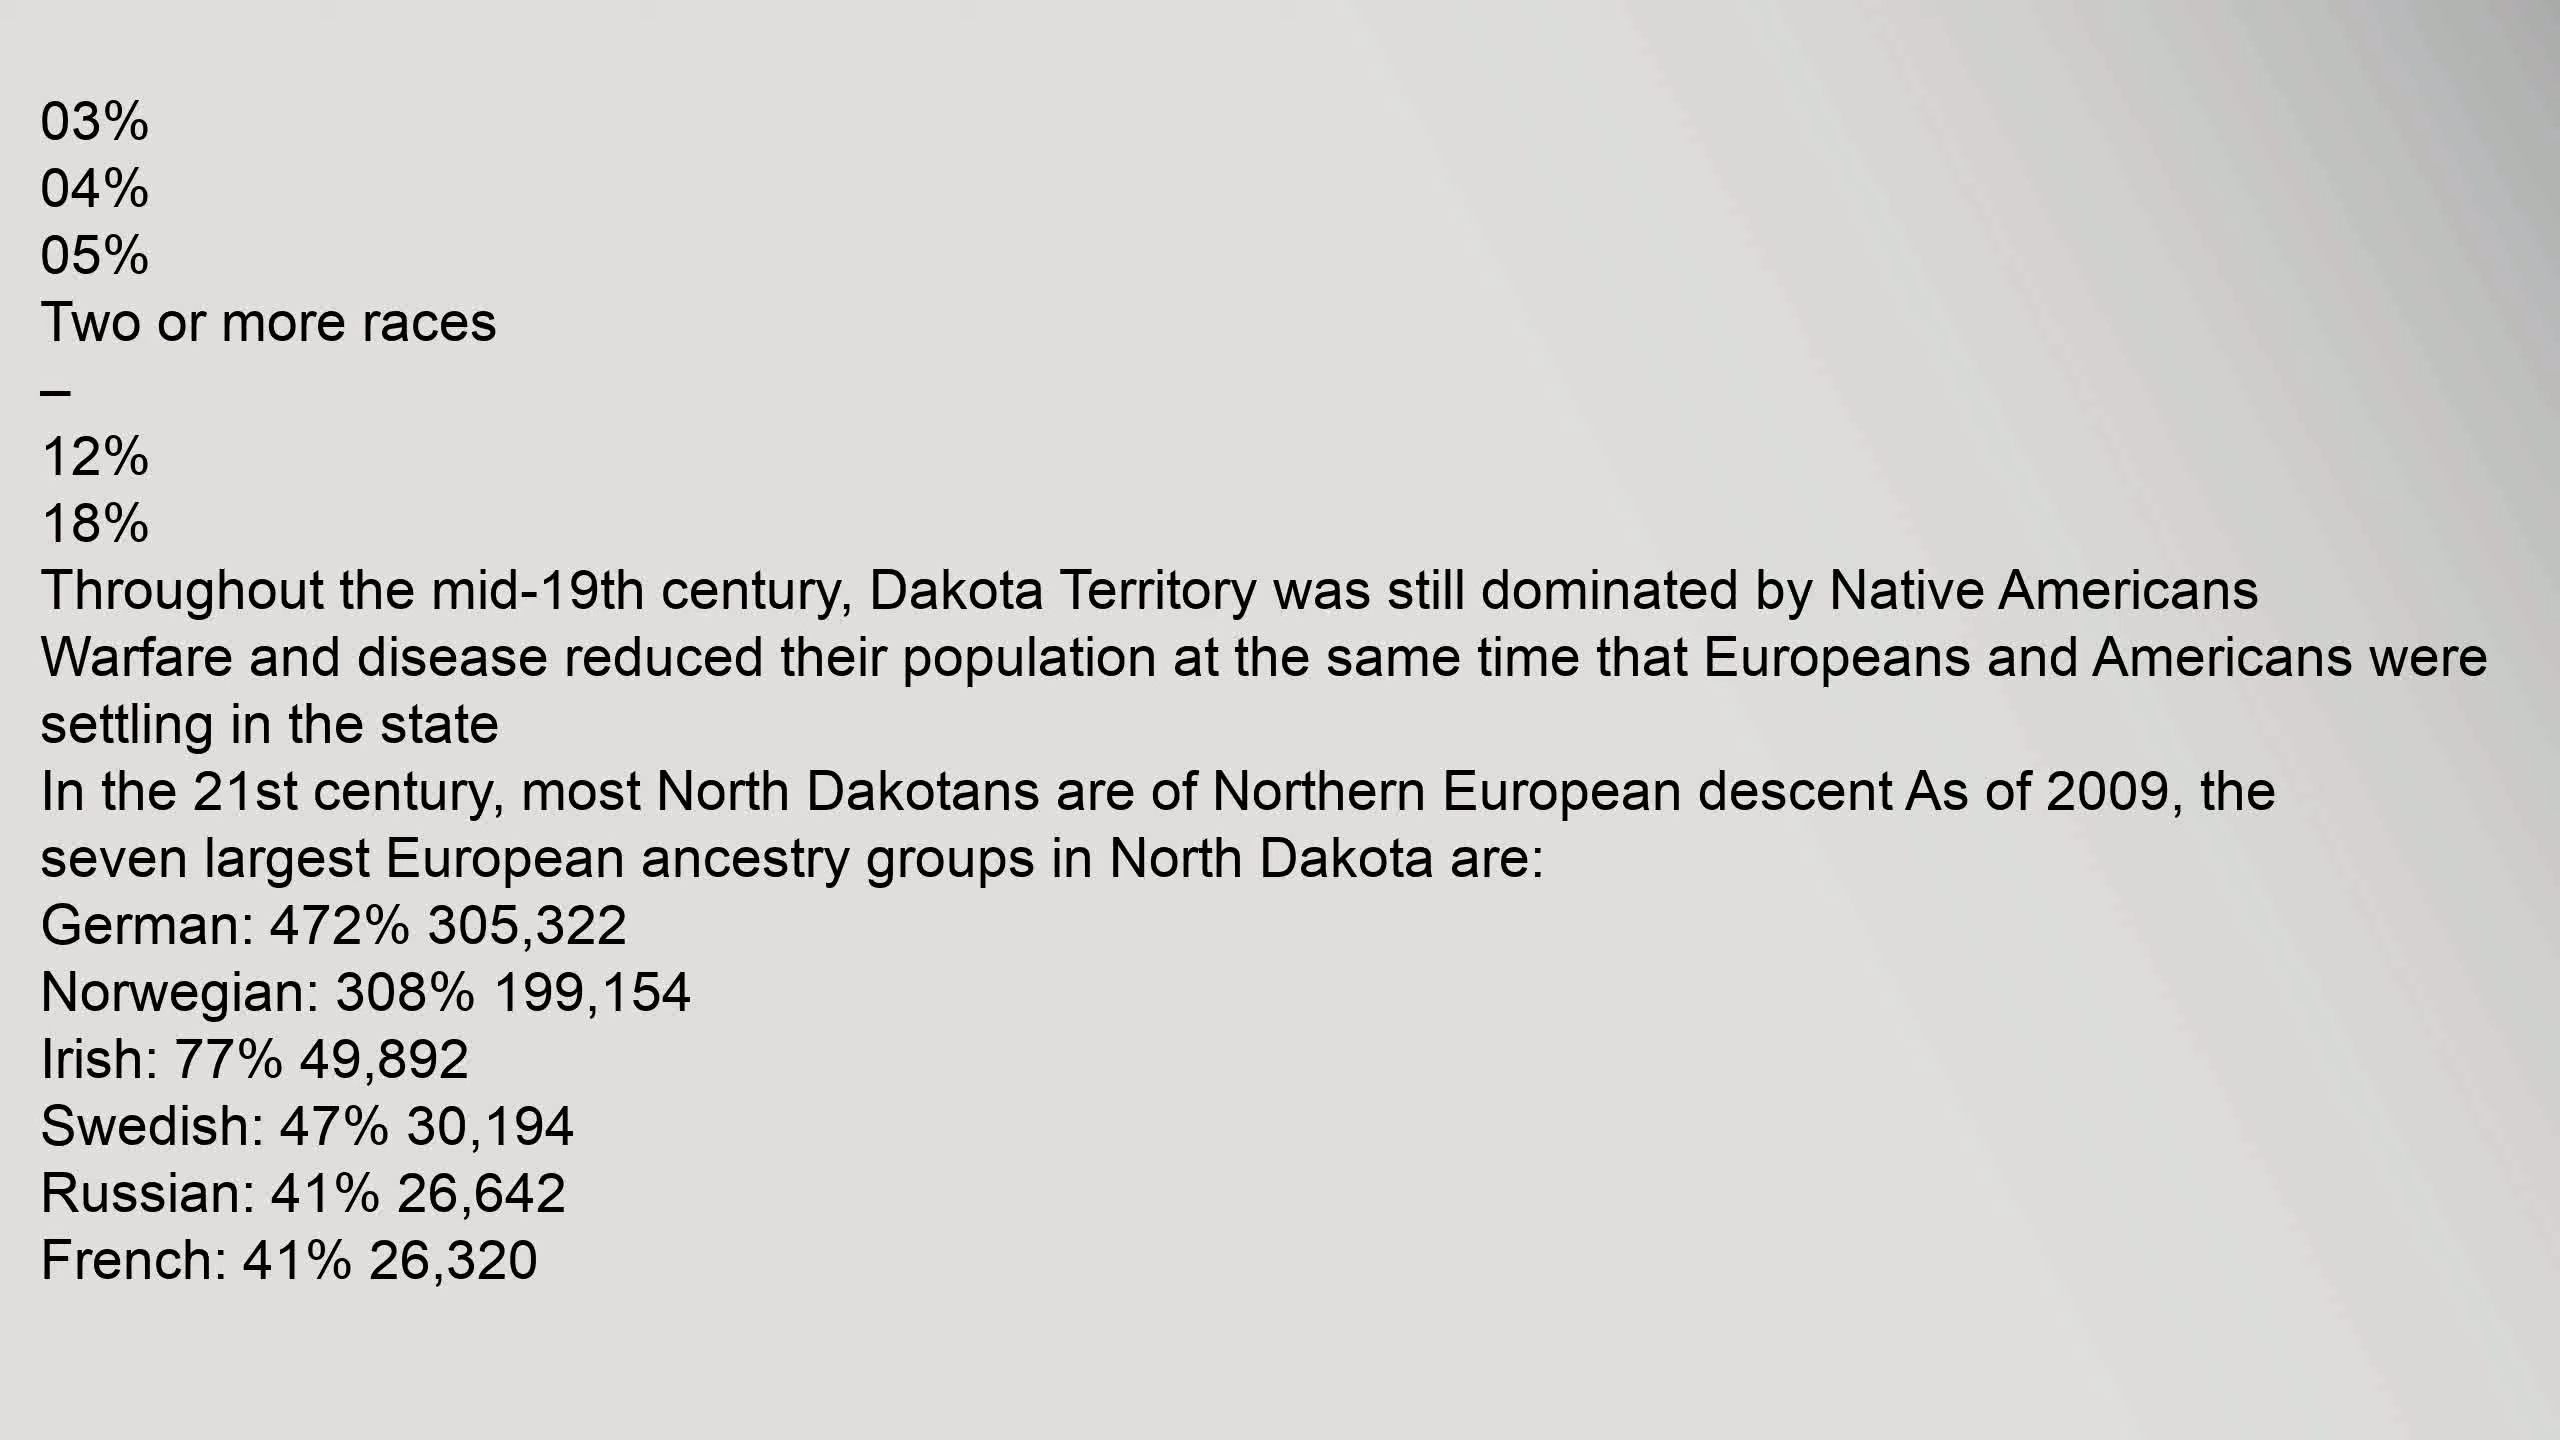 03%
04%
05%
Two or more races
–
12%
18%
Throughout the mid-19th century, Dakota Territory was still dominated by Native Americans
Warfare and disease reduced their population at the same time that Europeans and Americans were
settling in the state
In the 21st century, most North Dakotans are of Northern European descent As of 2009, the
seven largest European ancestry groups in North Dakota are:
German: 472% 305,322
Norwegian: 308% 199,154
Irish: 77% 49,892
Swedish: 47% 30,194
Russian: 41% 26,642
French: 41% 26,320